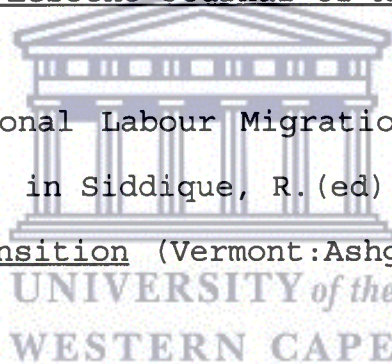 onal Labour Migratio
in Siddique, R.(ed)
nsition (Vermont:Ashg
UNIVERSITY of the
WESTERN CAPE